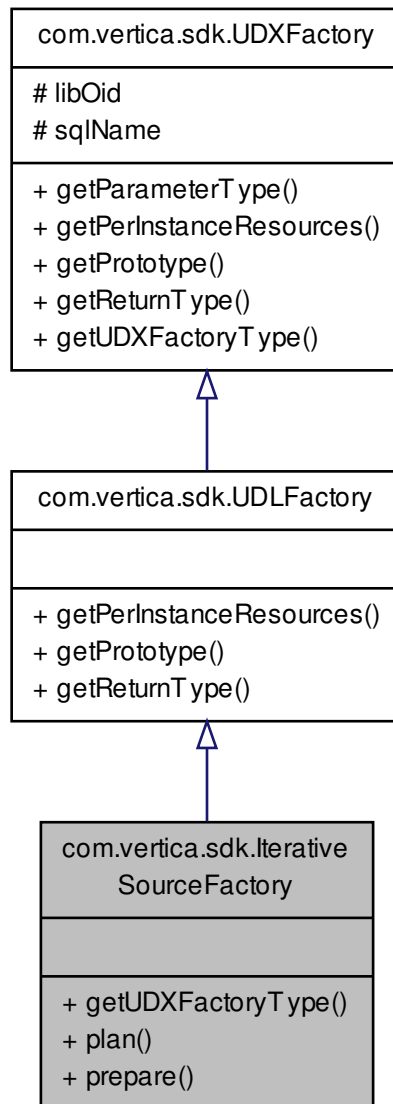 com.vertica.sdk.UDXFactory
# libOid
# sqlName
+ getParameterType()
+ getPerInstanceResources()
+ getPrototype()
+ getReturnType()
+ getUDXFactoryType()
com.vertica.sdk.UDLFactory
+ getPerInstanceResources()
+ getPrototype()
+ getReturnType()
com.vertica.sdk.Iterative
SourceFactory
+ getUDXFactoryType()
+ plan()
+ prepare()